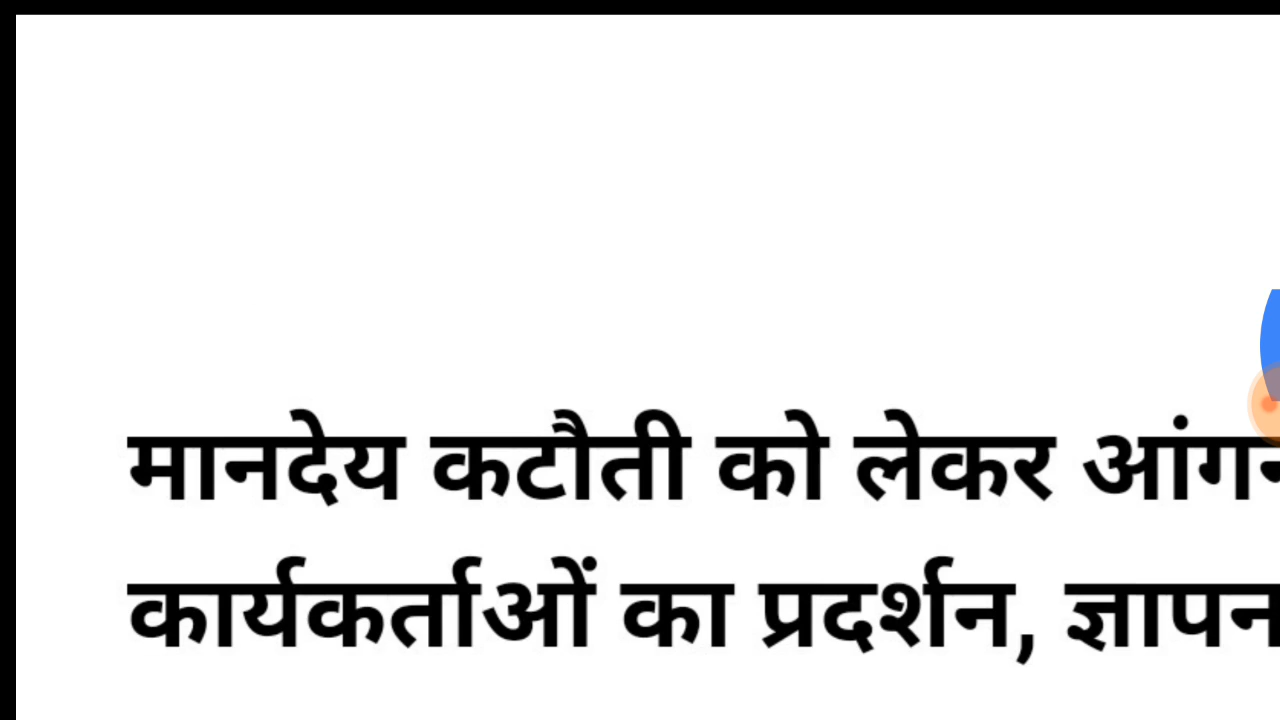 मानदेय कटौती को लेकर
कार्यकर्ताओं का प्रदर्शन, ज्ञापन